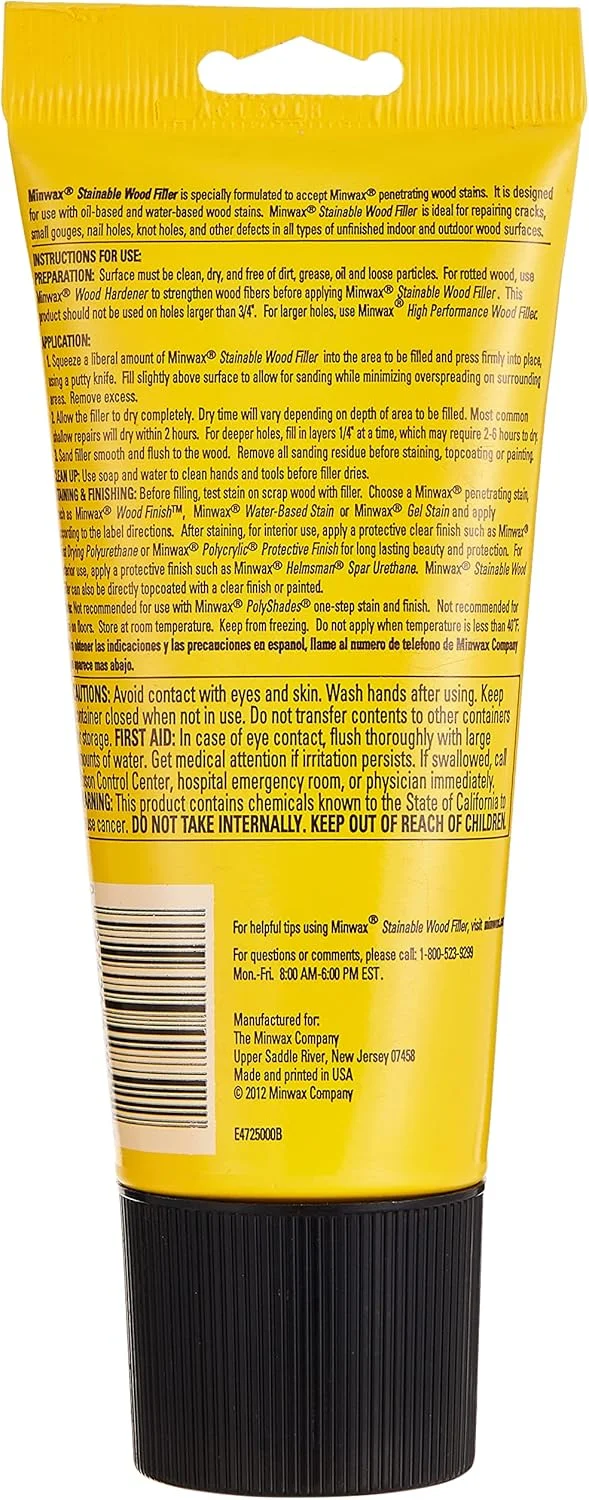 Minwax® Stainable Wood Filler is specially formulated to accept Minwax® penetrating wood stains. It is designed
for use with oil-based and water-based wood stains. Minwax® Stainable Wood Filler is ideal for repairing cracks,
small gouges, nail holes, knot holes, and other defects in all types of unfinished indoor and outdoor wood surfaces.
INSTRUCTIONS FOR USE:
PREPARATION: Surface must be clean, dry, and free of dirt, grease, oil and loose particles. For rotted wood, use
Minwax® Wood Hardener to strengthen wood fibers before applying Minwax® Stainable Wood Filler. This
product should not be used on holes larger than 3/4". For larger holes, use Minwax® High Performance Wood Filler.
APPLICATION:
1. Squeeze a liberal amount of Minwax® Stainable Wood Filler into the area to be filled and press firmly into place,
using a putty knife. Fill slightly above surface to allow for sanding while minimizing overspreading on surrounding
areas. Remove excess.
2. Allow the filler to dry completely. Dry time will vary depending on depth of area to be filled. Most common
shallow repairs will dry within 2 hours. For deeper holes, fill in layers 1/4" at a time, which may require 2-6 hours to dry.
3. Sand filler smooth and flush to the wood. Remove all sanding residue before staining, topcoating or painting.
CLEAN UP: Use soap and water to clean hands and tools before filler dries.
TAINING & FINISHING: Before filling, test stain on scrap wood with filler. Choose a Minwax® penetrating stain,
ch as Minwax® Wood Finish™, Minwax® Water-Based Stain or Minwax® Gel Stain and apply
cording to the label directions. After staining, for interior use, apply a protective clear finish such as Minwax®
st Drying Polyurethane or Minwax® Polycrylic® Protective Finish for long lasting beauty and protection. For
terior use, apply a protective finish such as Minwax® Helmsman® Spar Urethane. Minwax® Stainable Wood
er can also be directly topcoated with a clear finish or painted.
Not recommended for use with Minwax® PolyShades® one-step stain and finish. Not recommended for
on floors. Store at room temperature. Keep from freezing. Do not apply when temperature is less than 40°F.
obtener las indicaciones y las precauciones en espanol, llame al numero de telefono de Minwax Company
aparece mas abajo.
AUTIONS: Avoid contact with eyes and skin. Wash hands after using. Keep
ntainer closed when not in use. Do not transfer contents to other containers
storage. FIRST AID: In case of eye contact, flush thoroughly with large
ounts of water. Get medical attention if irritation persists. If swallowed, call
ison Control Center, hospital emergency room, or physician immediately.
ARNING: This product contains chemicals known to the State of California to
use cancer. DO NOT TAKE INTERNALLY. KEEP OUT OF REACH OF CHILDREN.
For helpful tips using Minwax® Stainable Wood Filler, visit
For questions or comments, please call: 1-800-523-9299
Mon.-Fri. 8:00 AM-6:00 PM EST.
Manufactured for:
The Minwax Company
Upper Saddle River, New Jersey 07458
Made and printed in USA
© 2012 Minwax Company
E4725000B